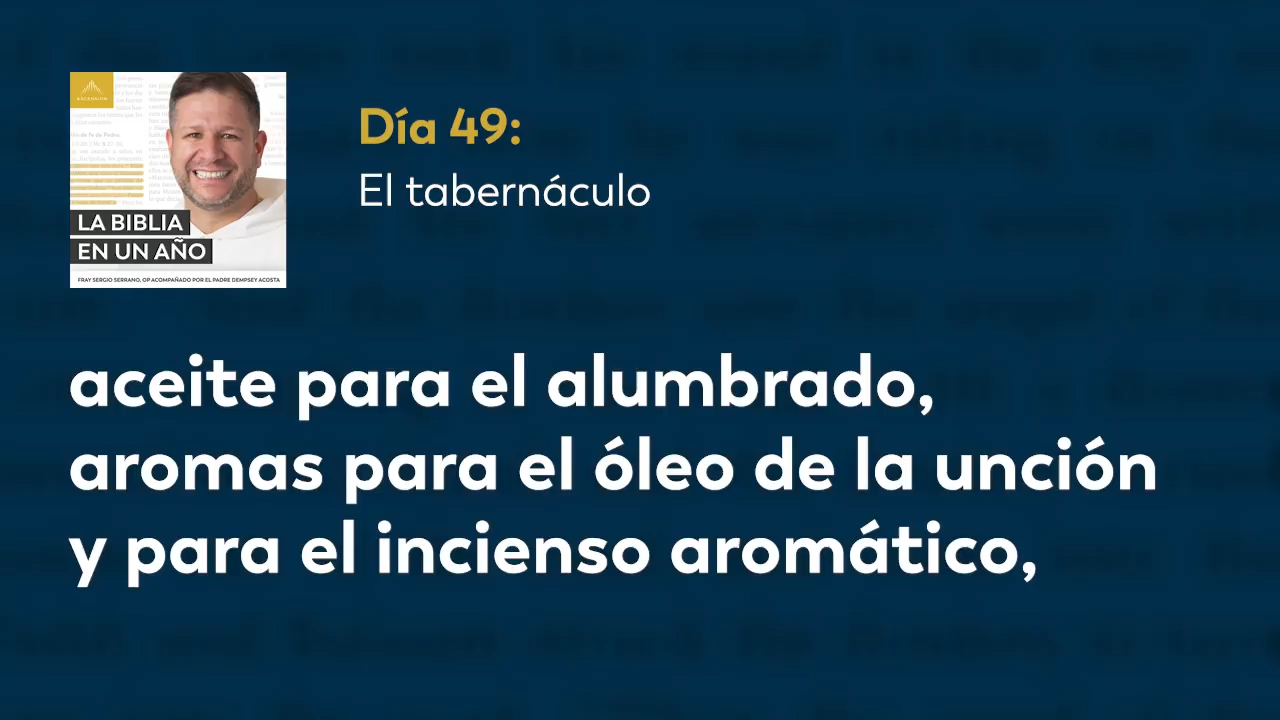 ASCENSION
Día 49:
El tabernáculo
LA BIBLIA
EN UN AÑO
FRAY SERGIO SERRANO, OP ACOMPAÑADO POR EL PADRE DEMPSEY ACOSTA
aceite para el alumbrado,
aromas para el óleo de la unción
y para el incienso aromático,